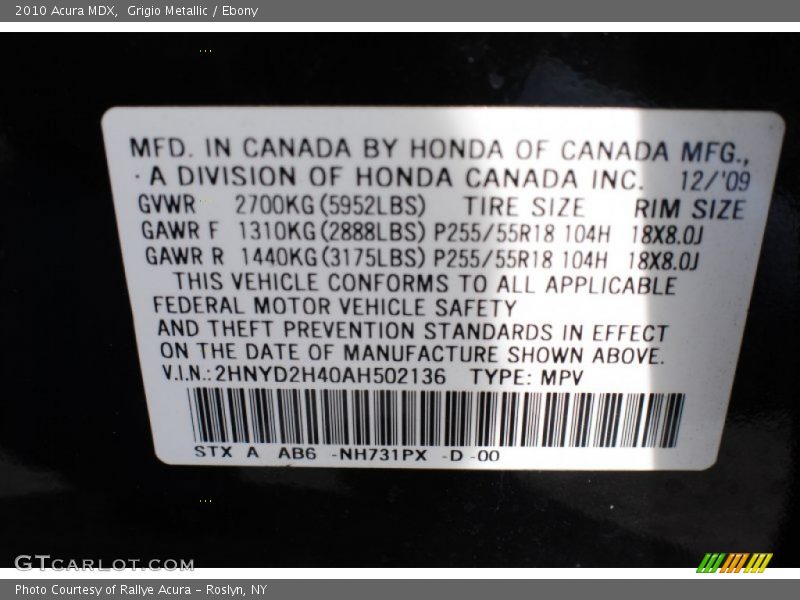 2010 Acura MDX, Grigio Metallic / Ebony
MFD. IN CANADA BY HONDA OF CANADA MFG.,
A DIVISION OF HONDA CANADA INC. 12/'09
GVWR 2700KG (5952LBS) TIRE SIZE RIM SIZE
GAWR F 1310KG (2888LBS) P255/55R18 104H 18X8.0J
GAWR R 1440KG (3175LBS) P255/55R18 104H 18X8.0J
THIS VEHICLE CONFORMS TO ALL APPLICABLE
FEDERAL MOTOR VEHICLE SAFETY
AND THEFT PREVENTION STANDARDS IN EFFECT
ON THE DATE OF MANUFACTURE SHOWN ABOVE.
V.I.N.: 2HNYD2H40AH502136 TYPE: MPV
STX A AB6 -NH731PX -D -00
GTCARLOT.COM
Photo Courtesy of Rallye Acura – Roslyn, NY